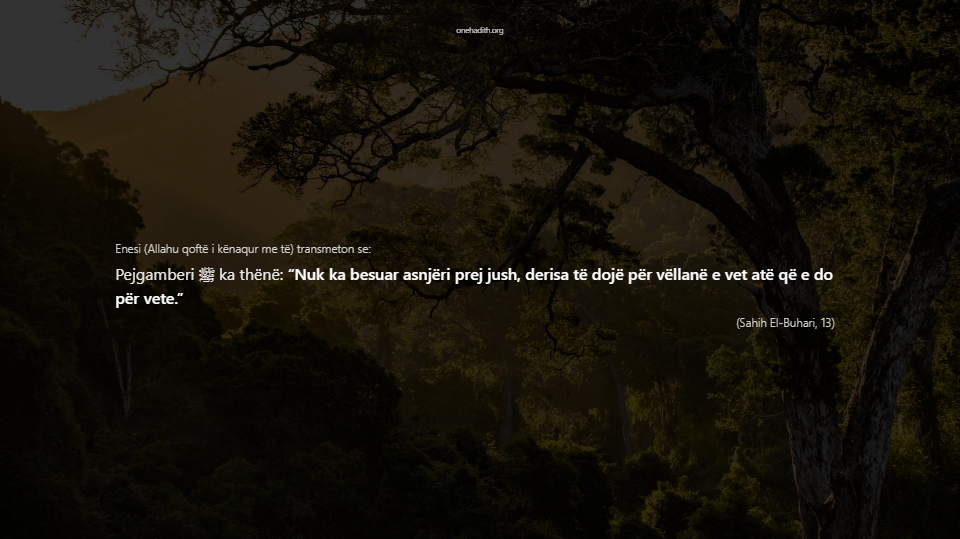 onehadith.org
Enesi (Allahu qoftë i kënaqur me të) transmeton se:
Pejgamberi ﷺ ka thënë: “Nuk ka besuar asnjëri prej jush, derisa të dojë për vëllanë e vet atë që e do
për vete.”
(Sahih El-Buhari, 13)